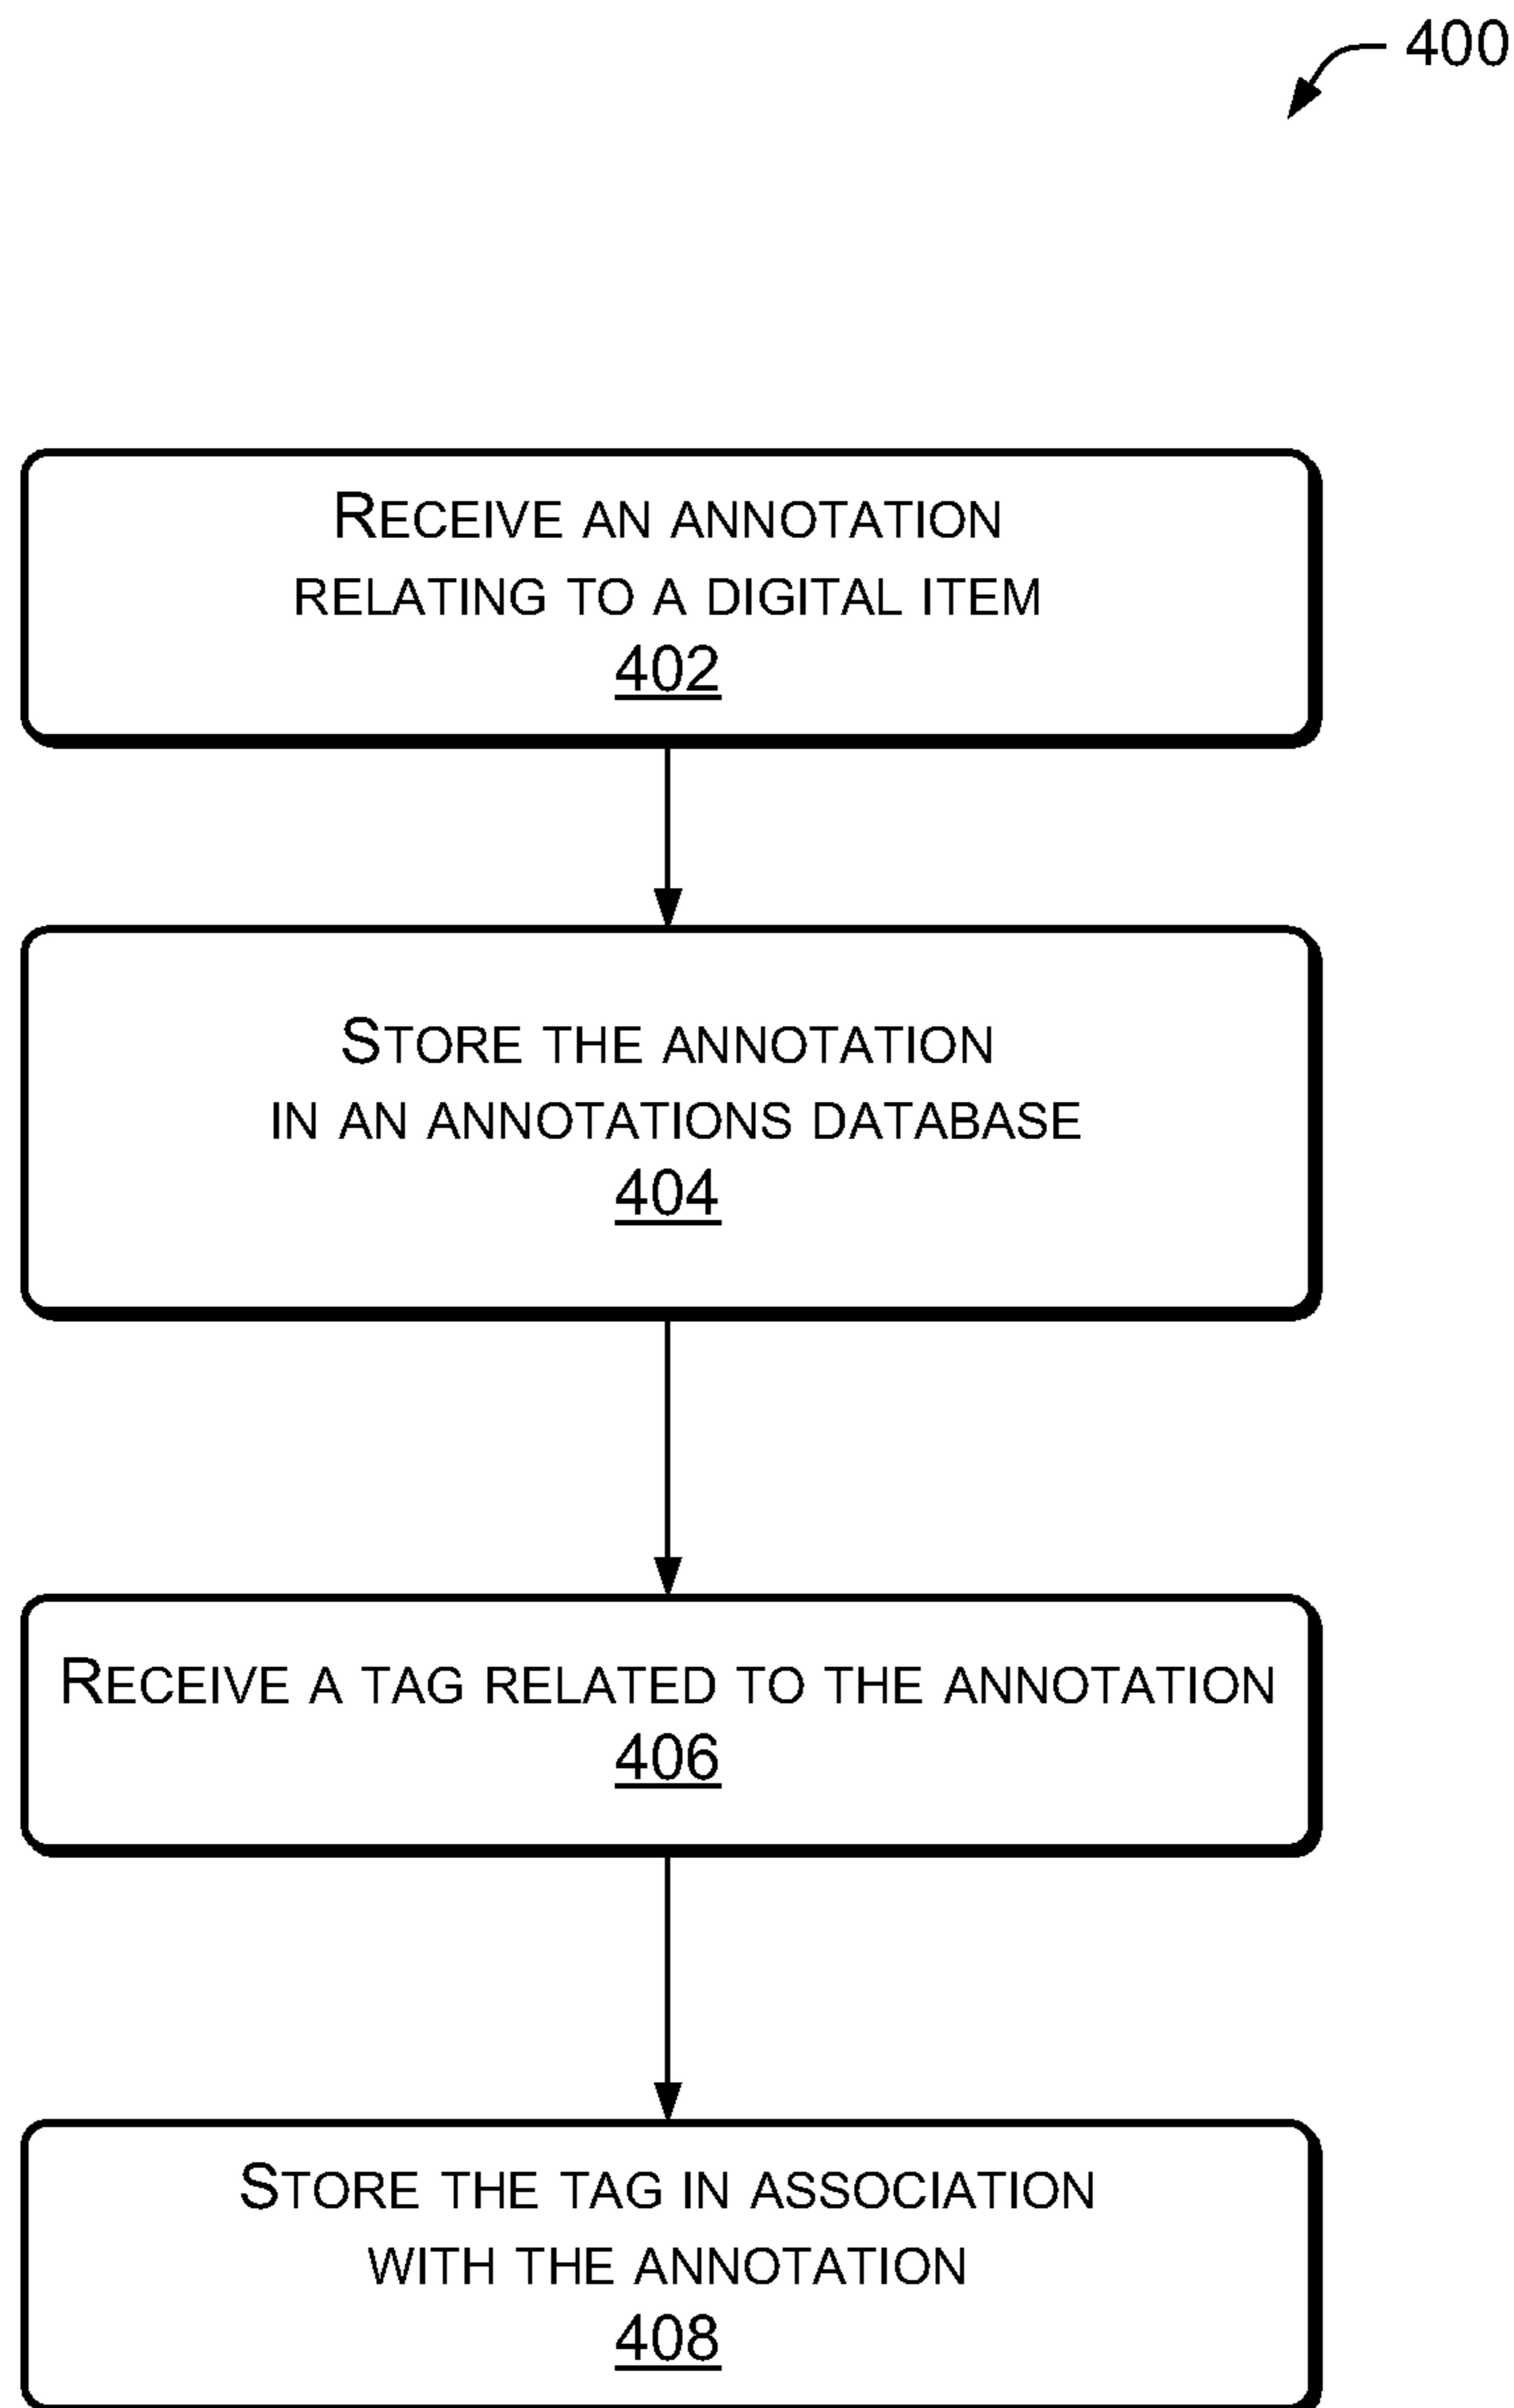 400
RECEIVE AN ANNOTATION
RELATING TO A DIGITAL ITEM
402
STORE THE ANNOTATION
IN AN ANNOTATIONS DATABASE
404
RECEIVE A TAG RELATED TO THE ANNOTATION
406
STORE THE TAG IN ASSOCIATION
WITH THE ANNOTATION
408